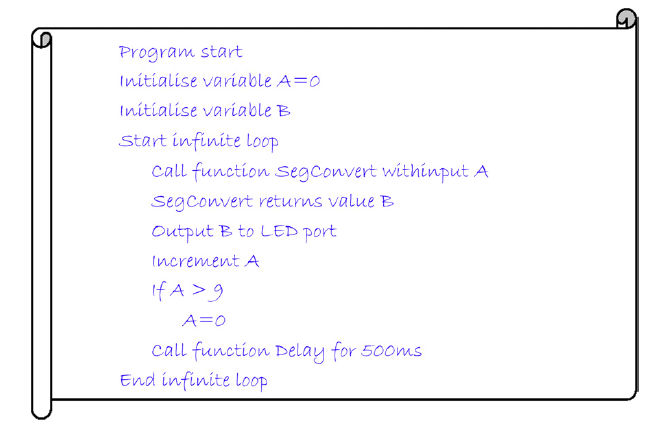 Program start
Initialise variable A=0
Initialise variable B
Start infinite loop
Call function SegConvert withinput A
SegConvert returns value B
Output B to LED port
Increment A
If A > 9
A=0
Call function Delay for 500ms
End infinite loop